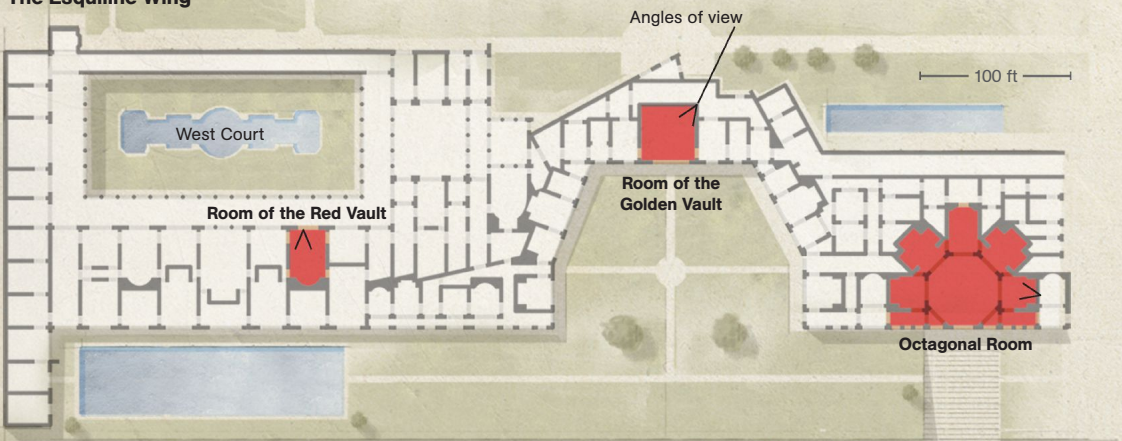 The Esquiline Wing
Angles of view
100 ft
West Court
Room of the
Golden Vault
Room of the Red Vault
Octagonal Room